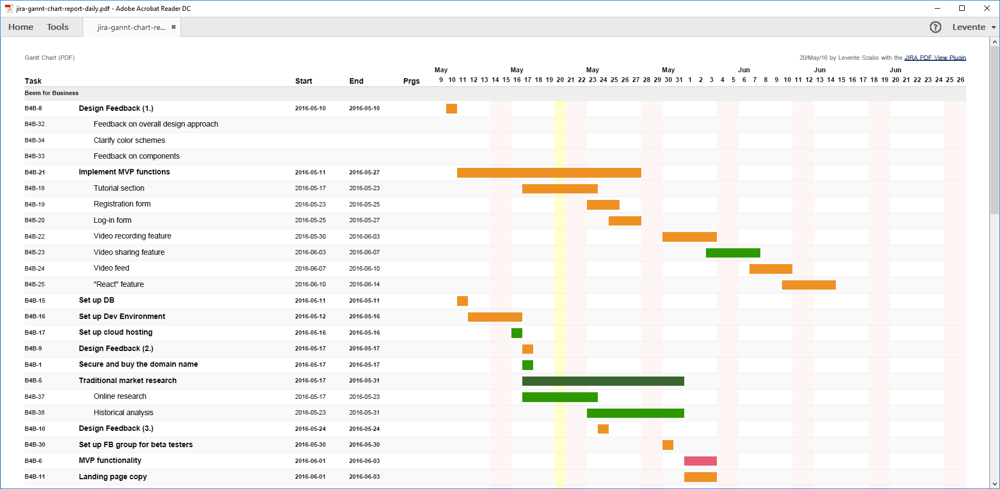 jira-gannt-chart-report-daily.pdf - Adobe Acrobat Reader DC
Home Tools jira-gannt-chart-re... Levente
Gantt Chart (PDF) 20/May/16 by Levente Szabo with the JIRA PDF View Plugin
May May May May Jun Jun Jun
Task Start End Prgs 9 10 11 12 13 14 15 16 17 18 19 20 21 22 23 24 25 26 27 28 29 30 31 1 2 3 4 5 6 7 8 9 10 11 12 13 14 15 16 17 18 19 20 21 22 23 24 25 26
Beem for Business
B4B-8 Design Feedback (1.) 2016-05-10 2016-05-10
B4B-32 Feedback on overall design approach
B4B-34 Clarify color schemes
B4B-33 Feedback on components
B4B-21 Implement MVP functions 2016-05-11 2016-05-27
B4B-18 Tutorial section 2016-05-17 2016-05-23
B4B-19 Registration form 2016-05-23 2016-05-25
B4B-20 Log-in form 2016-05-25 2016-05-27
B4B-22 Video recording feature 2016-05-30 2016-06-03
B4B-23 Video sharing feature 2016-06-03 2016-06-07
B4B-24 Video feed 2016-06-07 2016-06-10
B4B-25 "React" feature 2016-06-10 2016-06-14
B4B-15 Set up DB 2016-05-11 2016-05-11
B4B-16 Set up Dev Environment 2016-05-12 2016-05-16
B4B-17 Set up cloud hosting 2016-05-16 2016-05-16
B4B-9 Design Feedback (2.) 2016-05-17 2016-05-17
B4B-1 Secure and buy the domain name 2016-05-17 2016-05-17
B4B-5 Traditional market research 2016-05-17 2016-05-31
B4B-37 Online research 2016-05-17 2016-05-23
B4B-38 Historical analysis 2016-05-23 2016-05-31
B4B-10 Design Feedback (3.) 2016-05-24 2016-05-24
B4B-30 Set up FB group for beta testers 2016-05-30 2016-05-30
B4B-6 MVP functionality 2016-06-01 2016-06-03
B4B-11 Landing page copy 2016-06-01 2016-06-03